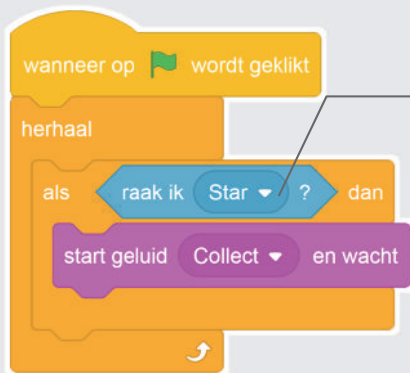 wanneer op wordt geklikt
herhaal
als raak ik Star ? dan
start geluid Collect en wacht